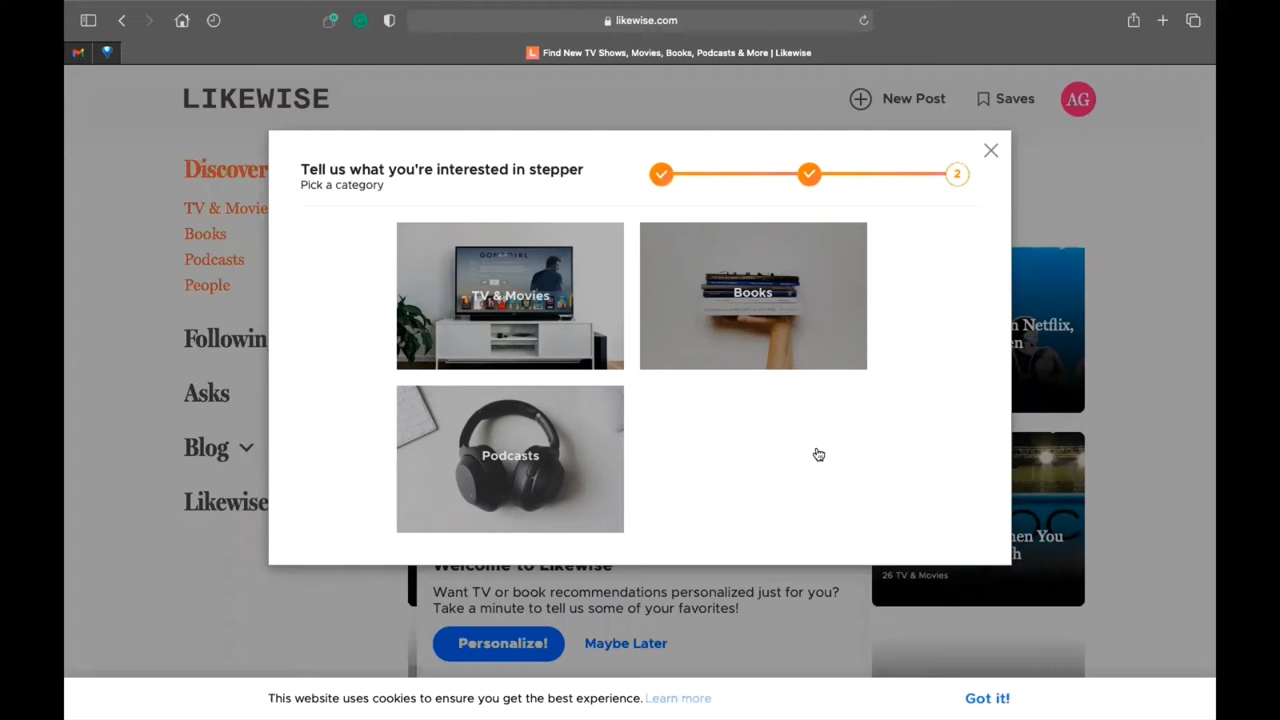 likewise.com
Find New TV Shows, Movies, Books, Podcasts & More | Likewise
LIKEWISE
New Post
Saves
AG
Discover
TV & Movie
Books
Podcasts
People
Following
Asks
Blog
Likewise
Tell us what you're interested in stepper
Pick a category
2
TV & Movies
Books
Podcasts
Netflix,
26 TV & Movies
Welcome to Likewise
Want TV or book recommendations personalized just for you?
Take a minute to tell us some of your favorites!
Personalize!
Maybe Later
This website uses cookies to ensure you get the best experience. Learn more
Got it!